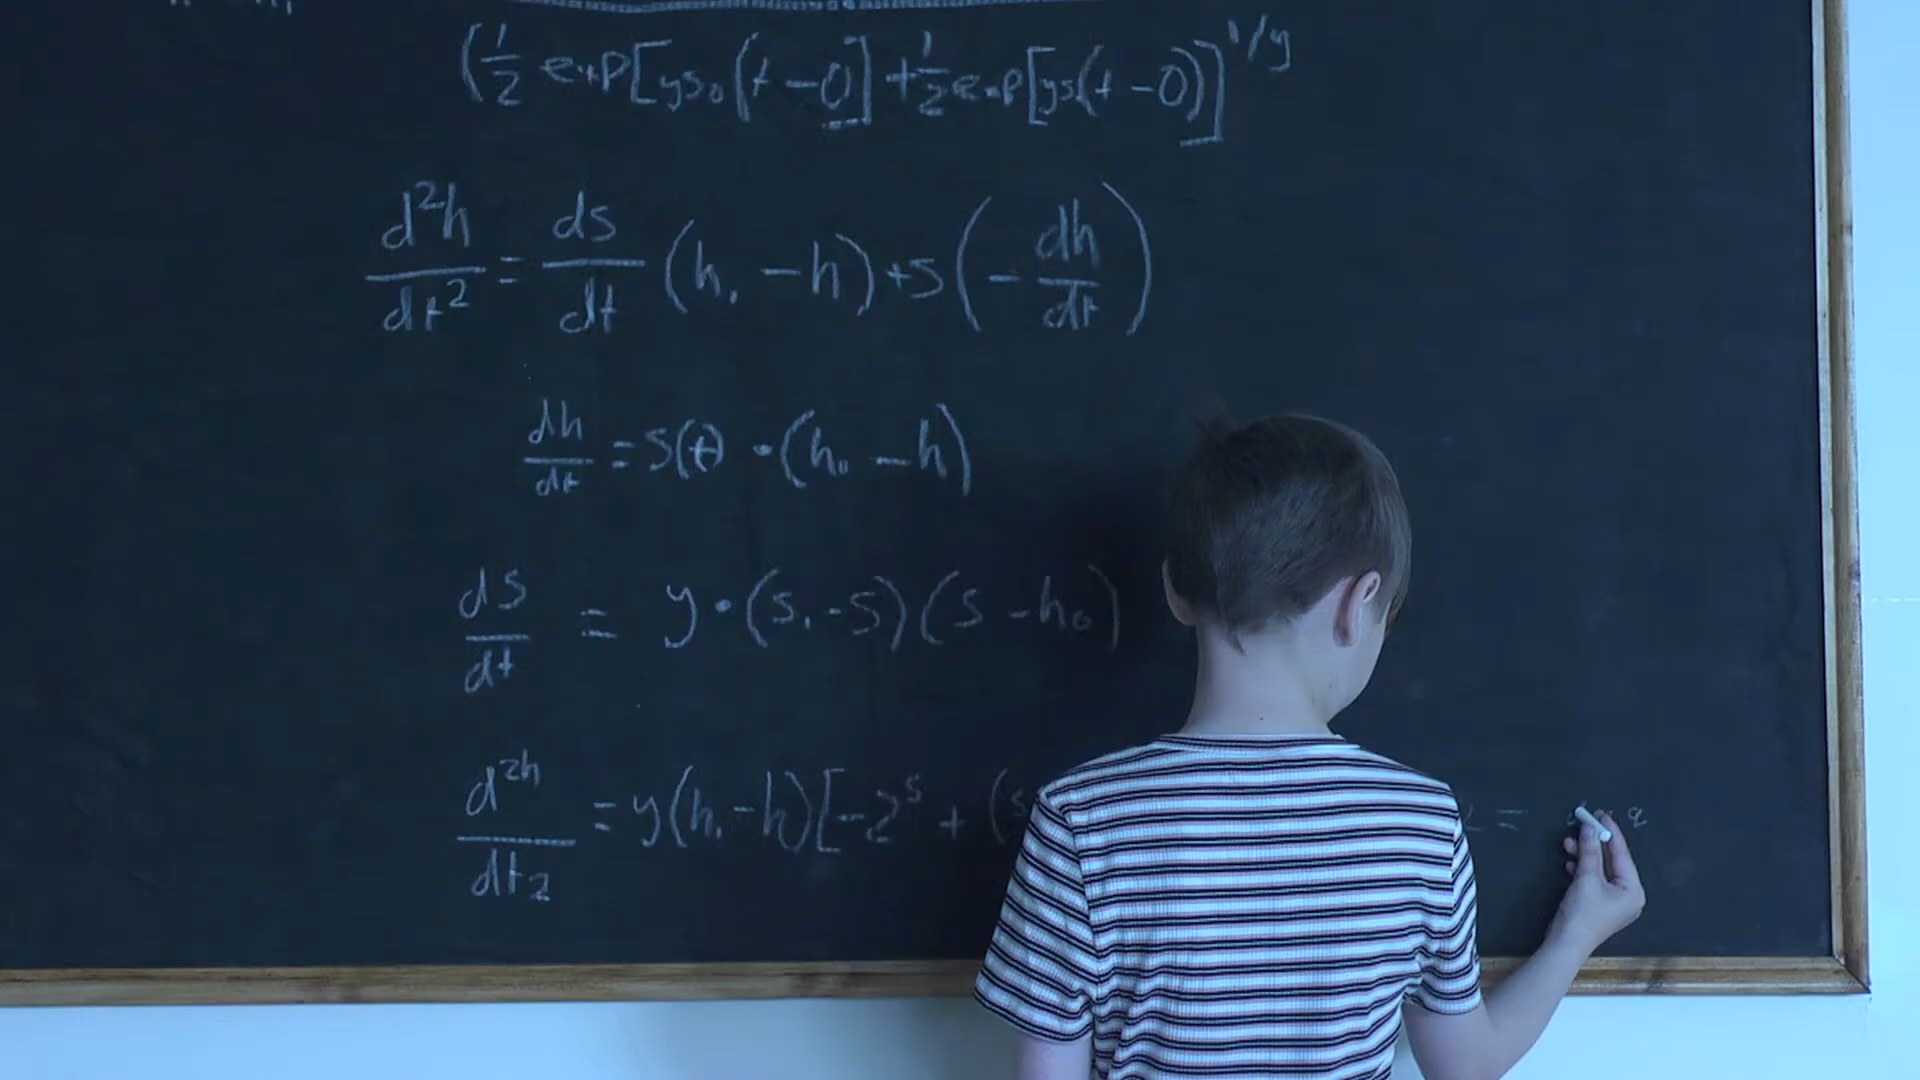 (1/2 exp[ys₀(t-0] + 1/2 exp[ys(t-0)]^1/y
d²h/dt² = ds/dt (h₁ - h) + s(- dh/dt)
dh/dt = s(t) · (h₀ - h)
ds/dt = y · (s₁ - s)(s - h₀)
d²ʰ/dt₂ = y(h₁ - h)[-2ˢ + (s 2 =